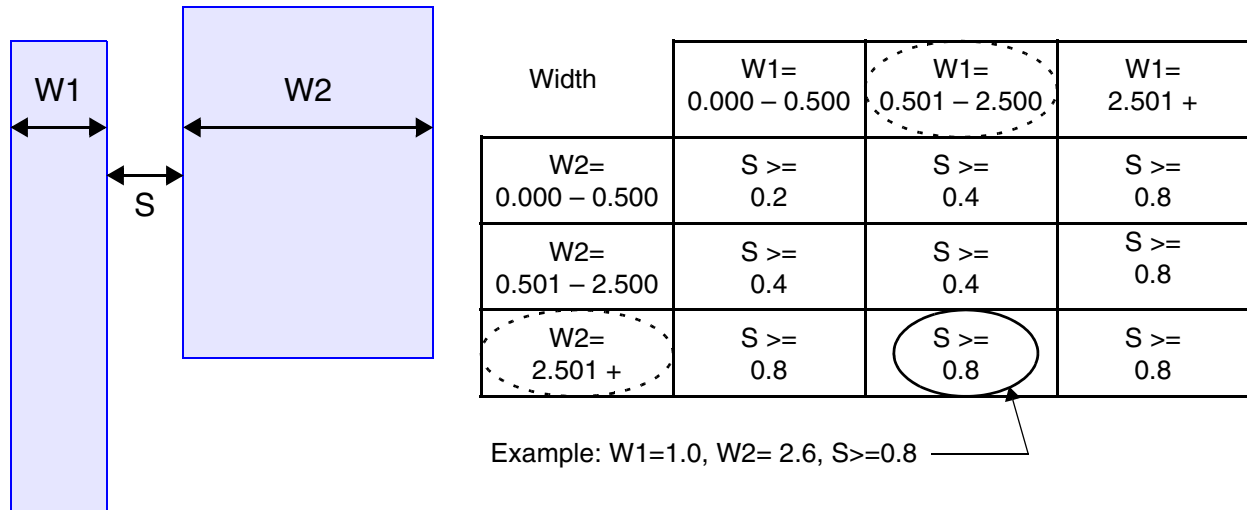 W1
W2
S
Width
W1=
0.000 – 0.500
W1=
0.501 – 2.500
W1=
2.501 +
W2=
0.000 – 0.500
S >=
0.2
S >=
0.4
S >=
0.8
W2=
0.501 – 2.500
S >=
0.4
S >=
0.4
S >=
0.8
W2=
2.501 +
S >=
0.8
S >=
0.8
S >=
0.8
Example: W1=1.0, W2= 2.6, S>=0.8